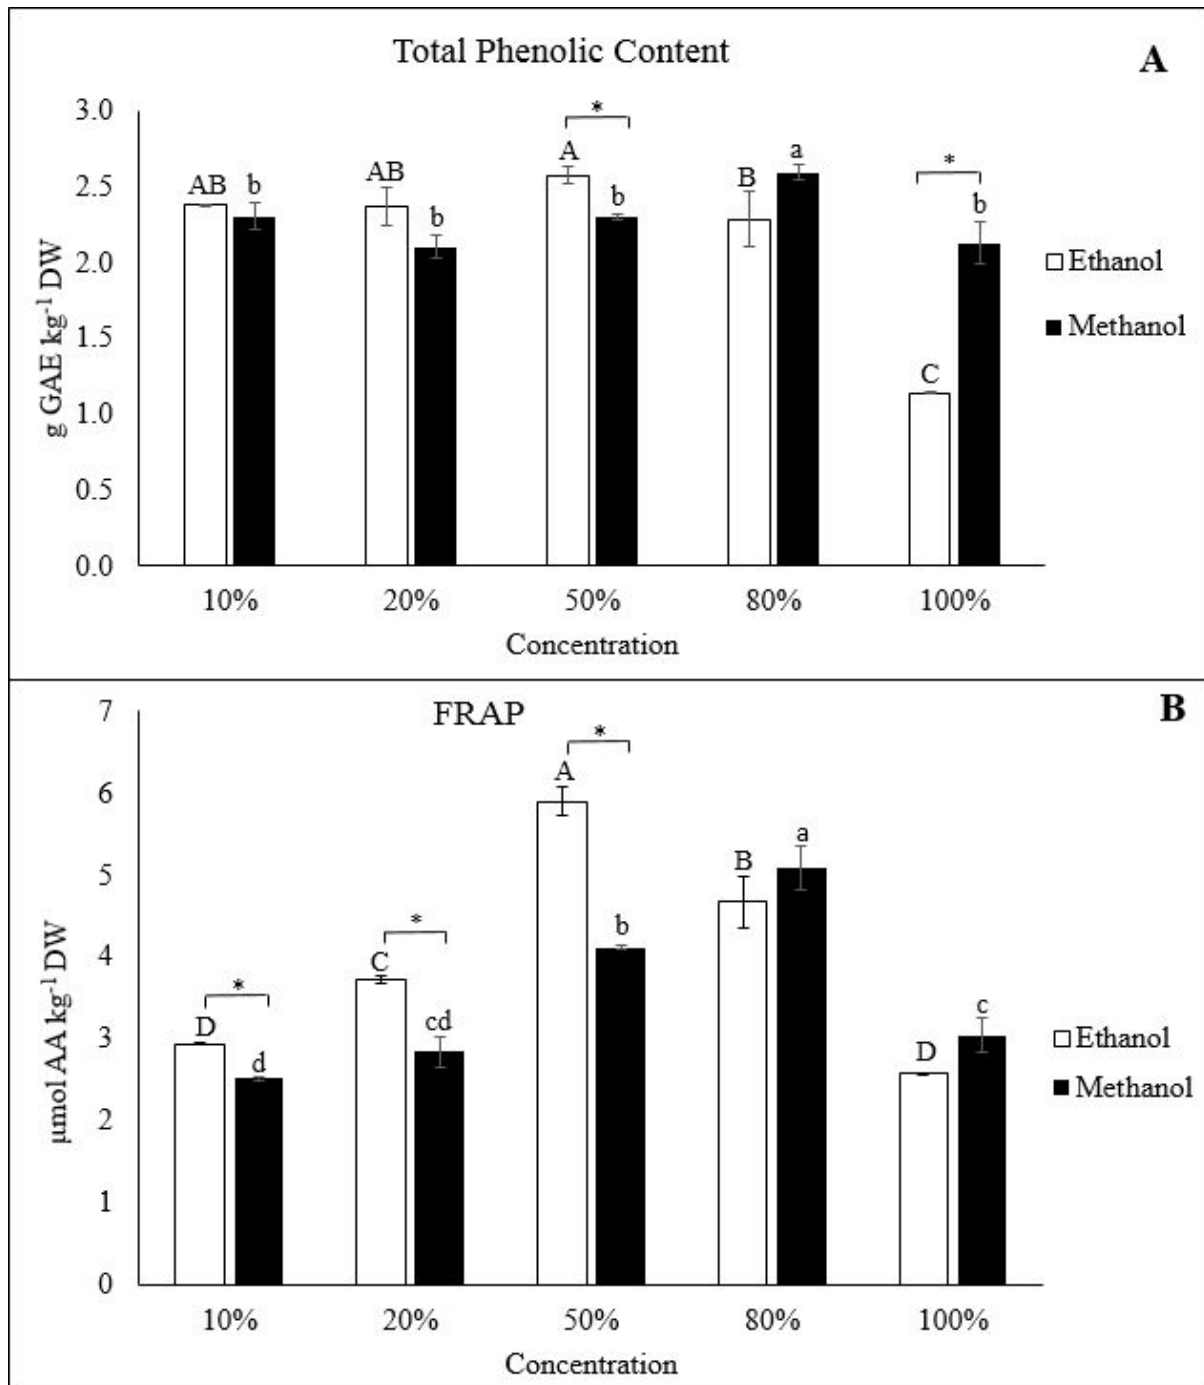 Total Phenolic Content
A
g GAE kg⁻¹ DW
3.0
2.5
2.0
1.5
1.0
0.5
0.0
AB
b
AB
b
*
A
b
B
a
*
C
b
Ethanol
Methanol
10%
20%
50%
80%
100%
Concentration
FRAP
B
µmol AA kg⁻¹ DW
7
6
5
4
3
2
1
0
*
D
d
*
C
cd
*
A
b
B
a
D
c
Ethanol
Methanol
10%
20%
50%
80%
100%
Concentration